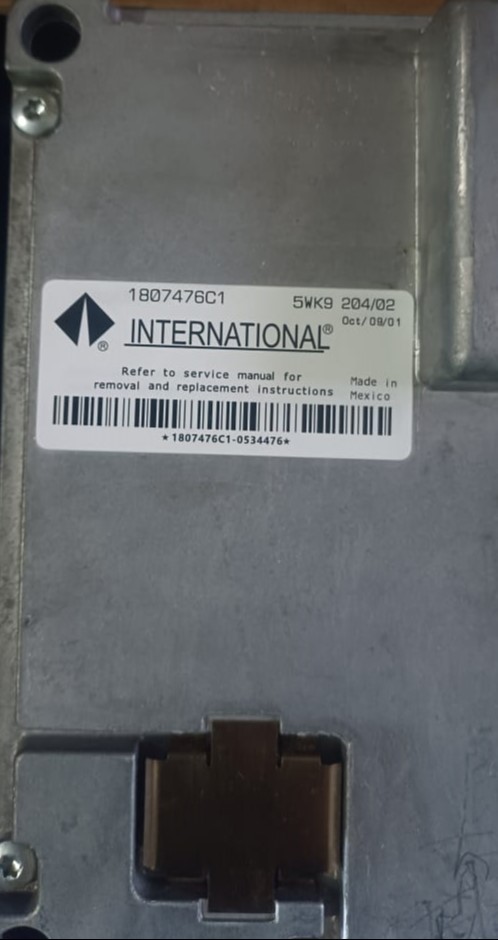 1807476C1 5WK9 204/02
Oct/09/01
INTERNATIONAL®
®
Refer to service manual for
removal and replacement instructions
Made in
Mexico
*1807476C1-0534476*